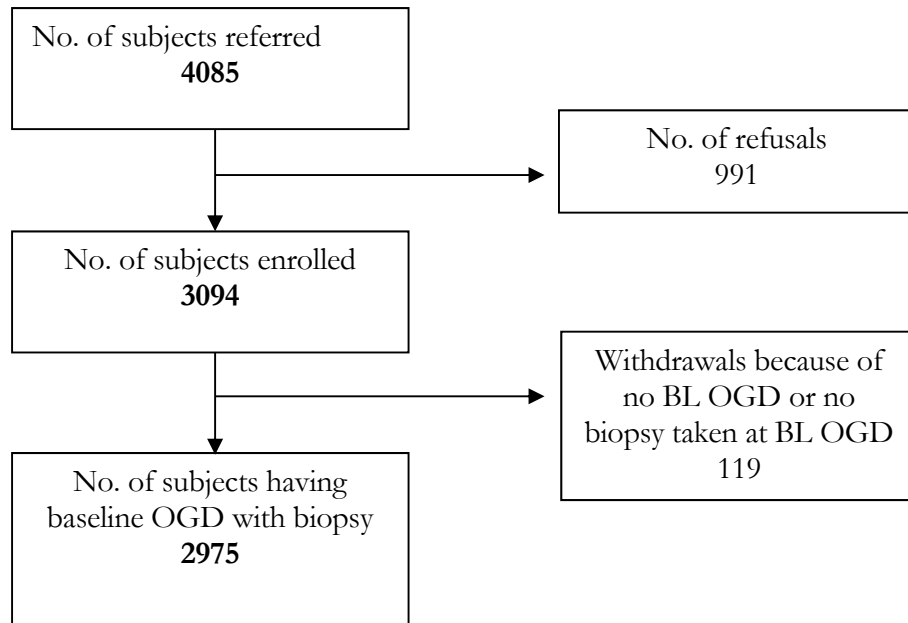 No. of subjects referred
4085
No. of refusals
991
No. of subjects enrolled
3094
Withdrawals because of
no BL OGD or no
biopsy taken at BL OGD
119
No. of subjects having
baseline OGD with biopsy
2975